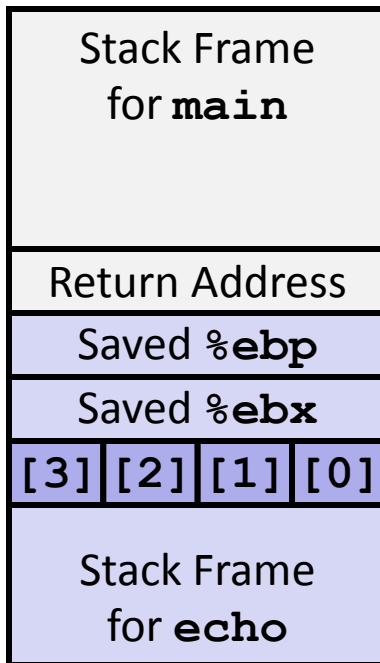 Stack Frame
for main
Return Address
Saved %ebp
Saved %ebx
[3] [2] [1] [0]
Stack Frame
for echo